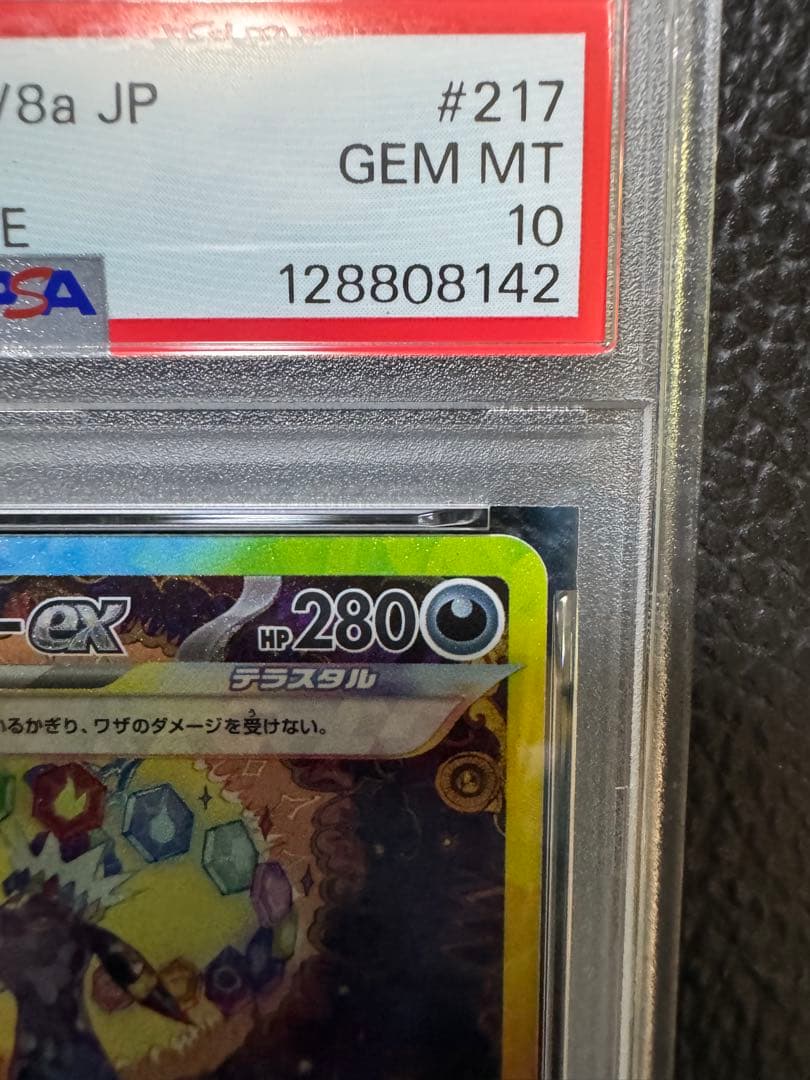 /8a JP #217
GEM MT
E 10
PSA 128808142
ex HP280
テラスタル
いるかぎり、ワザのダメージを受けない。